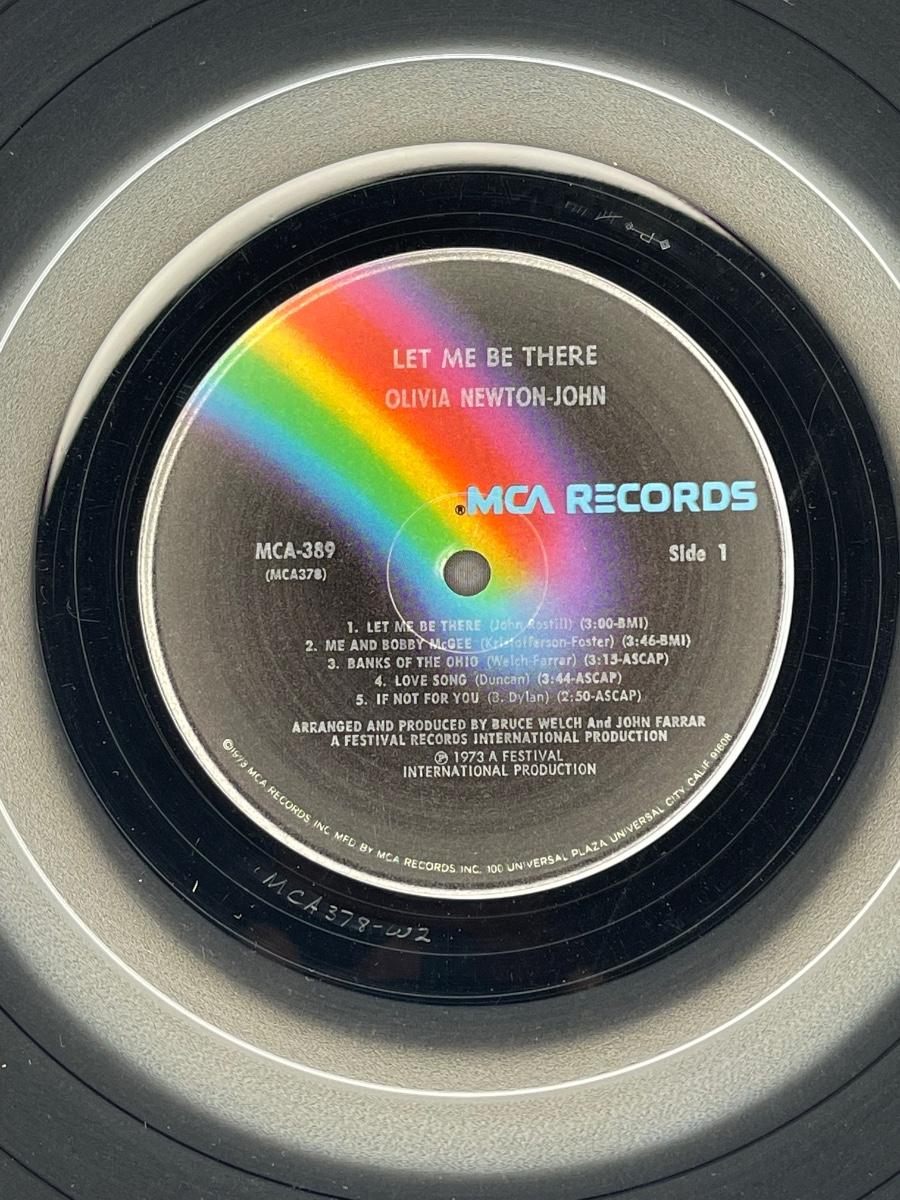 LET ME BE THERE
OLIVIA NEWTON-JOHN
®MCA RECORDS
MCA-389
(MCA378)
Side 1
1. LET ME BE THERE (John Rostill) (3:00-BMI)
2. ME AND BOBBY McGEE (Kristofferson-Foster) (3:46-BMI)
3. BANKS OF THE OHIO (Welch-Farrar) (3:15-ASCAP)
4. LOVE SONG (Duncan) (3:44-ASCAP)
5. IF NOT FOR YOU (B. Dylan) (2:50-ASCAP)
ARRANGED AND PRODUCED BY BRUCE WELCH And JOHN FARRAR
A FESTIVAL RECORDS INTERNATIONAL PRODUCTION
℗ 1973 A FESTIVAL
INTERNATIONAL PRODUCTION
©1973 MCA RECORDS INC. MFD BY MCA RECORDS INC. 100 UNIVERSAL PLAZA, UNIVERSAL CITY, CALIF. 91608
MCA378-W2